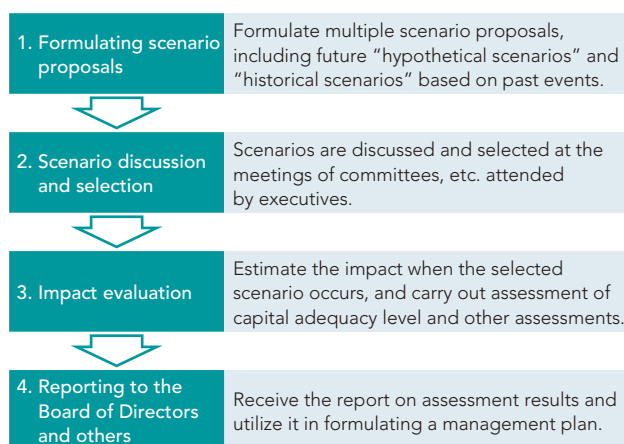 1. Formulating scenario
proposals
Formulate multiple scenario proposals,
including future “hypothetical scenarios” and
“historical scenarios” based on past events.
2. Scenario discussion
and selection
Scenarios are discussed and selected at the
meetings of committees, etc. attended
by executives.
3. Impact evaluation
Estimate the impact when the selected
scenario occurs, and carry out assessment of
capital adequacy level and other assessments.
4. Reporting to the
Board of Directors
and others
Receive the report on assessment results and
utilize it in formulating a management plan.